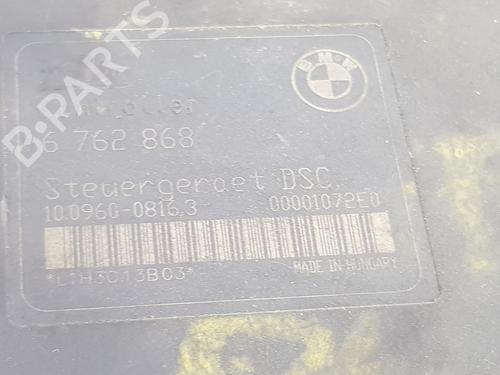 B-PARTS
BMW
6 762 868
Steuergeraet DSC
10.0960-0816.3 00001072E0
*L1H3C13B03* MADE IN HUNGARY